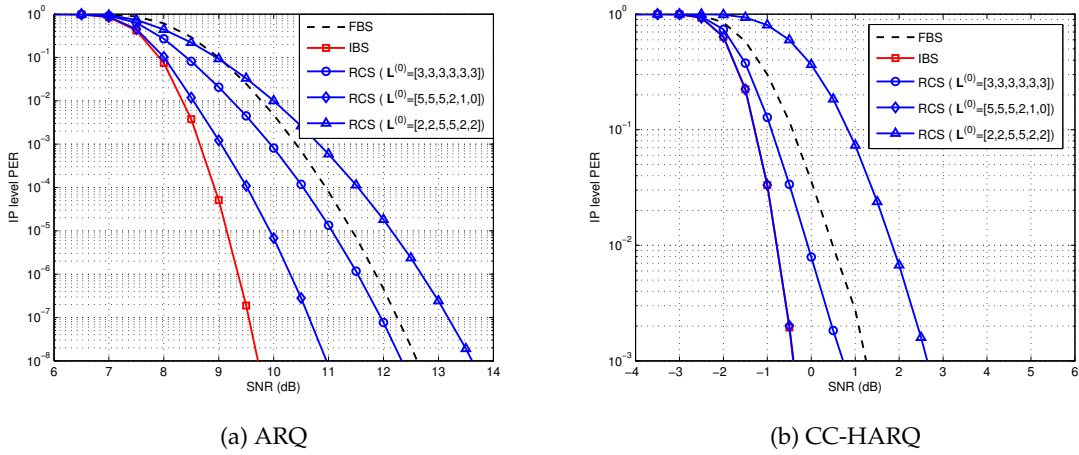 10⁰
10⁻¹
10⁻²
10⁻³
10⁻⁴
10⁻⁵
10⁻⁶
10⁻⁷
10⁻⁸
IP level PER
6 7 8 9 10 11 12 13 14
SNR (dB)
FBS
IBS
RCS ( L⁽⁰⁾=[3,3,3,3,3,3])
RCS ( L⁽⁰⁾=[5,5,5,2,1,0])
RCS ( L⁽⁰⁾=[2,2,5,5,2,2])
(a) ARQ
10⁰
10⁻¹
10⁻²
10⁻³
IP level PER
−4 −3 −2 −1 0 1 2 3 4 5 6
SNR (dB)
FBS
IBS
RCS ( L⁽⁰⁾=[3,3,3,3,3,3])
RCS ( L⁽⁰⁾=[5,5,5,2,1,0])
RCS ( L⁽⁰⁾=[2,2,5,5,2,2])
(b) CC-HARQ